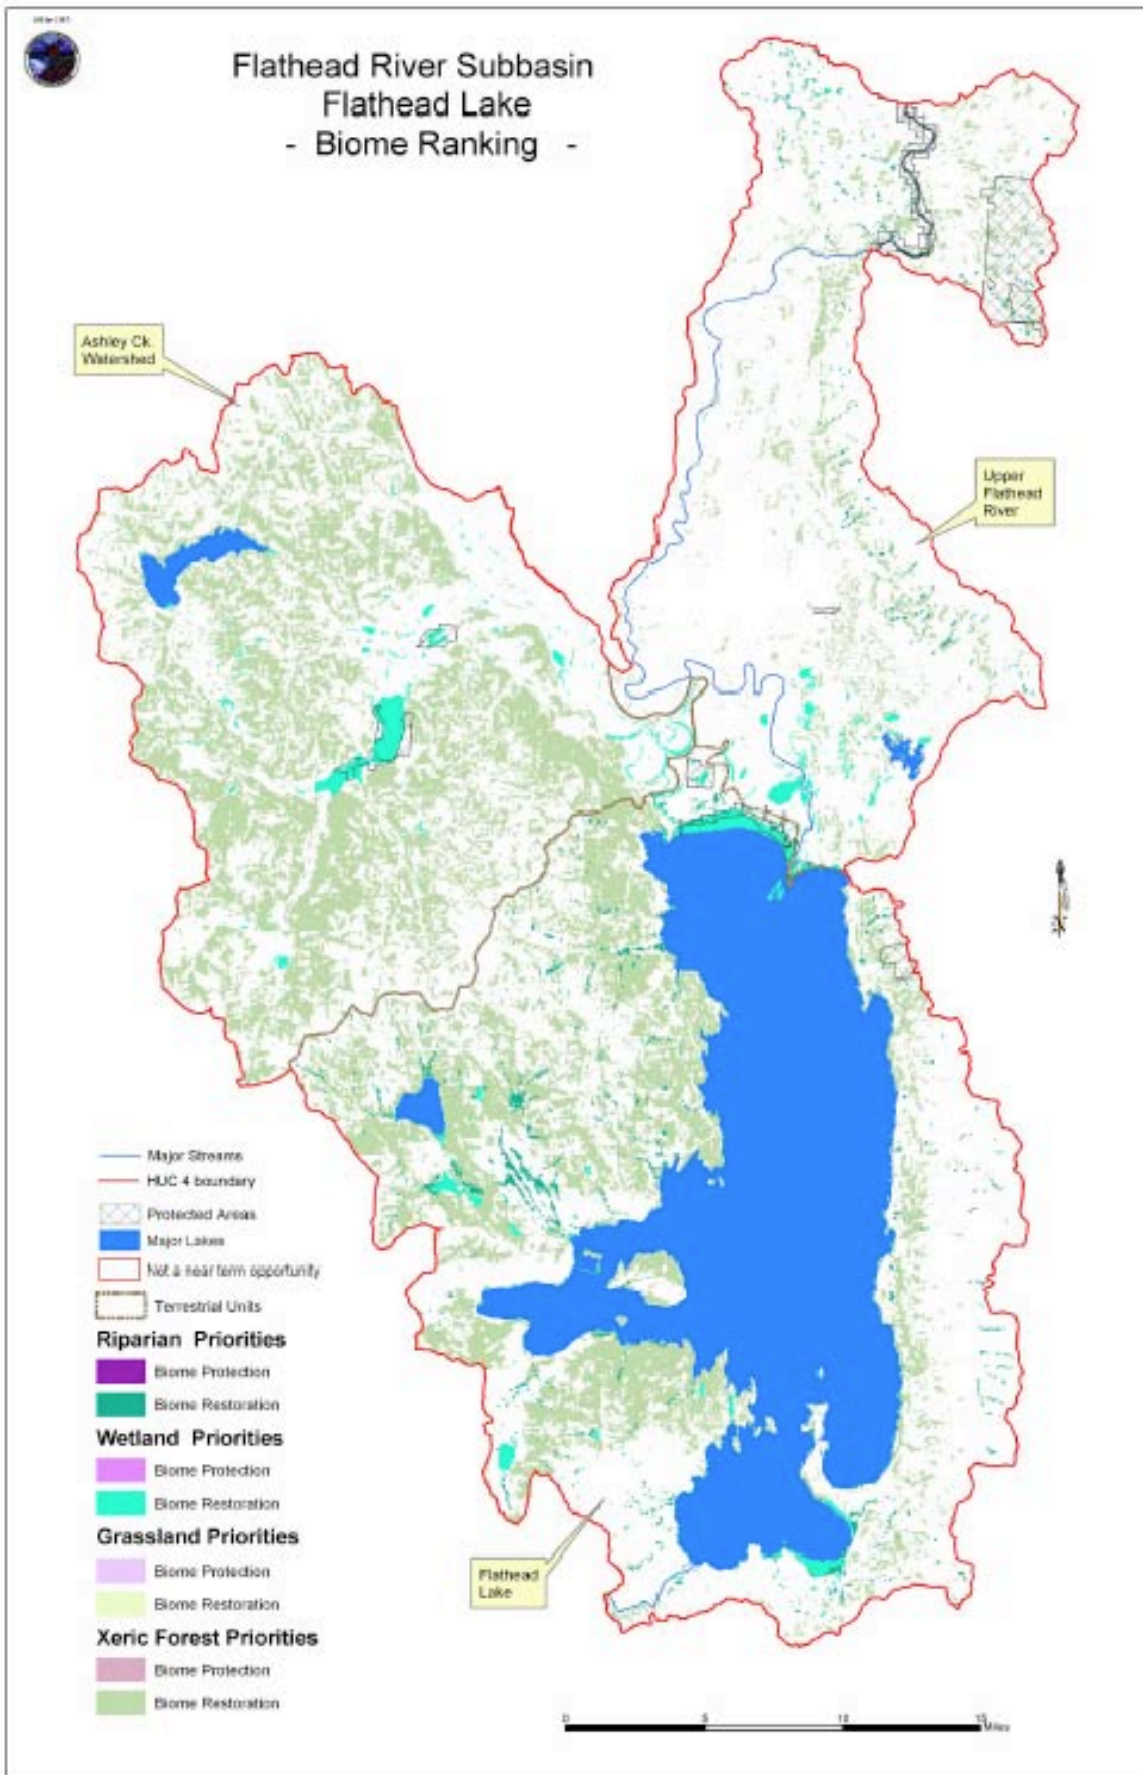 Flathead River Subbasin
Flathead Lake
- Biome Ranking -
Ashley Ck.
Watershed
Upper
Flathead
River
Major Streams
HUC 4 boundary
Protected Areas
Major Lakes
Not a near term opportunity
Terrestrial Units
Riparian Priorities
Biome Protection
Biome Restoration
Wetland Priorities
Biome Protection
Biome Restoration
Grassland Priorities
Biome Protection
Biome Restoration
Xeric Forest Priorities
Biome Protection
Biome Restoration
Flathead
Lake
0 5 10 15
Miles